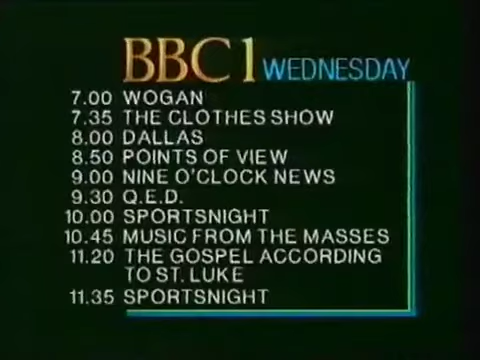 BBC1 WEDNESDAY
7.00 WOGAN
7.35 THE CLOTHES SHOW
8.00 DALLAS
8.50 POINTS OF VIEW
9.00 NINE O'CLOCK NEWS
9.30 Q.E.D.
10.00 SPORTSNIGHT
10.45 MUSIC FROM THE MASSES
11.20 THE GOSPEL ACCORDING
TO ST. LUKE
11.35 SPORTSNIGHT